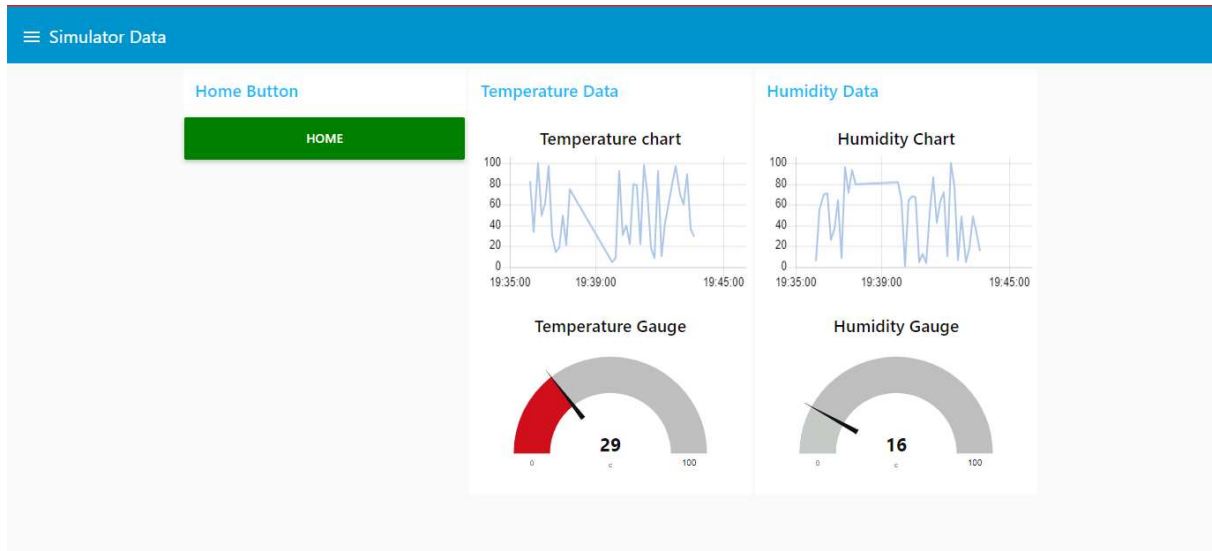 ☰ Simulator Data
Home Button
HOME
Temperature Data
Temperature chart
100
80
60
40
20
0
19:35:00 19:39:00 19:45:00
Temperature Gauge
29
0 c 100
Humidity Data
Humidity Chart
100
80
60
40
20
0
19:35:00 19:39:00 19:45:00
Humidity Gauge
16
0 c 100